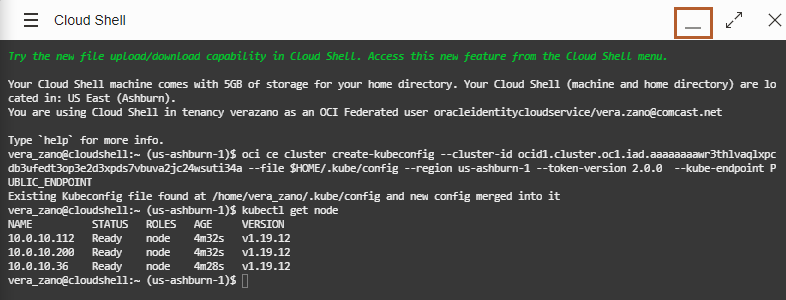 Cloud Shell
Try the new file upload/download capability in Cloud Shell. Access this new feature from the Cloud Shell menu.
Your Cloud Shell machine comes with 5GB of storage for your home directory. Your Cloud Shell (machine and home directory) are lo
cated in: US East (Ashburn).
You are using Cloud Shell in tenancy verazano as an OCI Federated user oracleidentitycloudservice/vera.zano@comcast.net
Type `help` for more info.
vera_zano@cloudshell:~ (us-ashburn-1)$ oci ce cluster create-kubeconfig --cluster-id ocid1.cluster.oc1.iad.aaaaaaaawr3thlvaqlxpc
db3ufedt3op3e2d3xpds7vbuva2jc24wsuti34a --file $HOME/.kube/config --region us-ashburn-1 --token-version 2.0.0  --kube-endpoint P
UBLIC_ENDPOINT
Existing Kubeconfig file found at /home/vera_zano/.kube/config and new config merged into it
vera_zano@cloudshell:~ (us-ashburn-1)$ kubectl get node
NAME STATUS ROLES AGE VERSION
10.0.10.112 Ready node 4m32s v1.19.12
10.0.10.200 Ready node 4m32s v1.19.12
10.0.10.36 Ready node 4m28s v1.19.12
vera_zano@cloudshell:~ (us-ashburn-1)$